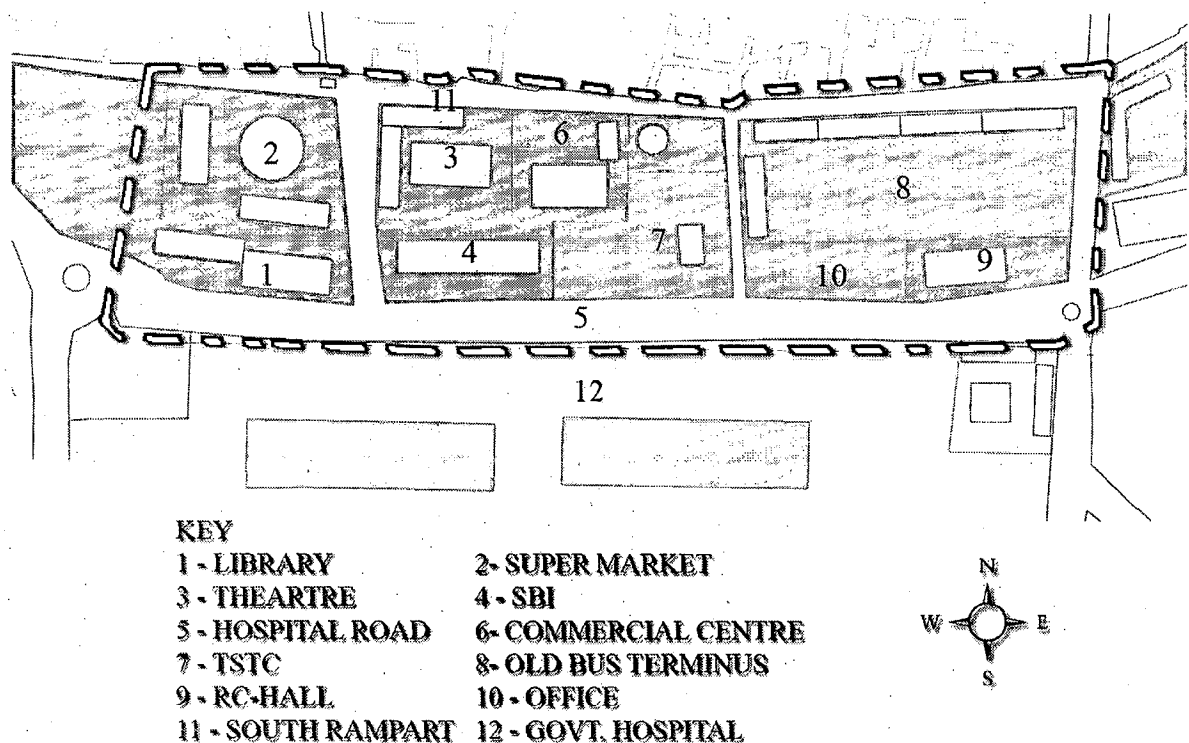 11
6
3
2
8
7
4
9
1
10
5
12
KEY
1 - LIBRARY 2- SUPER MARKET
3 - THEARTRE 4 - SBI
5 - HOSPITAL ROAD 6- COMMERCIAL CENTRE
7 - TSTC 8- OLD BUS TERMINUS
9 - RC-HALL 10 - OFFICE
11 - SOUTH RAMPART 12 - GOVT. HOSPITAL
N
W E
S